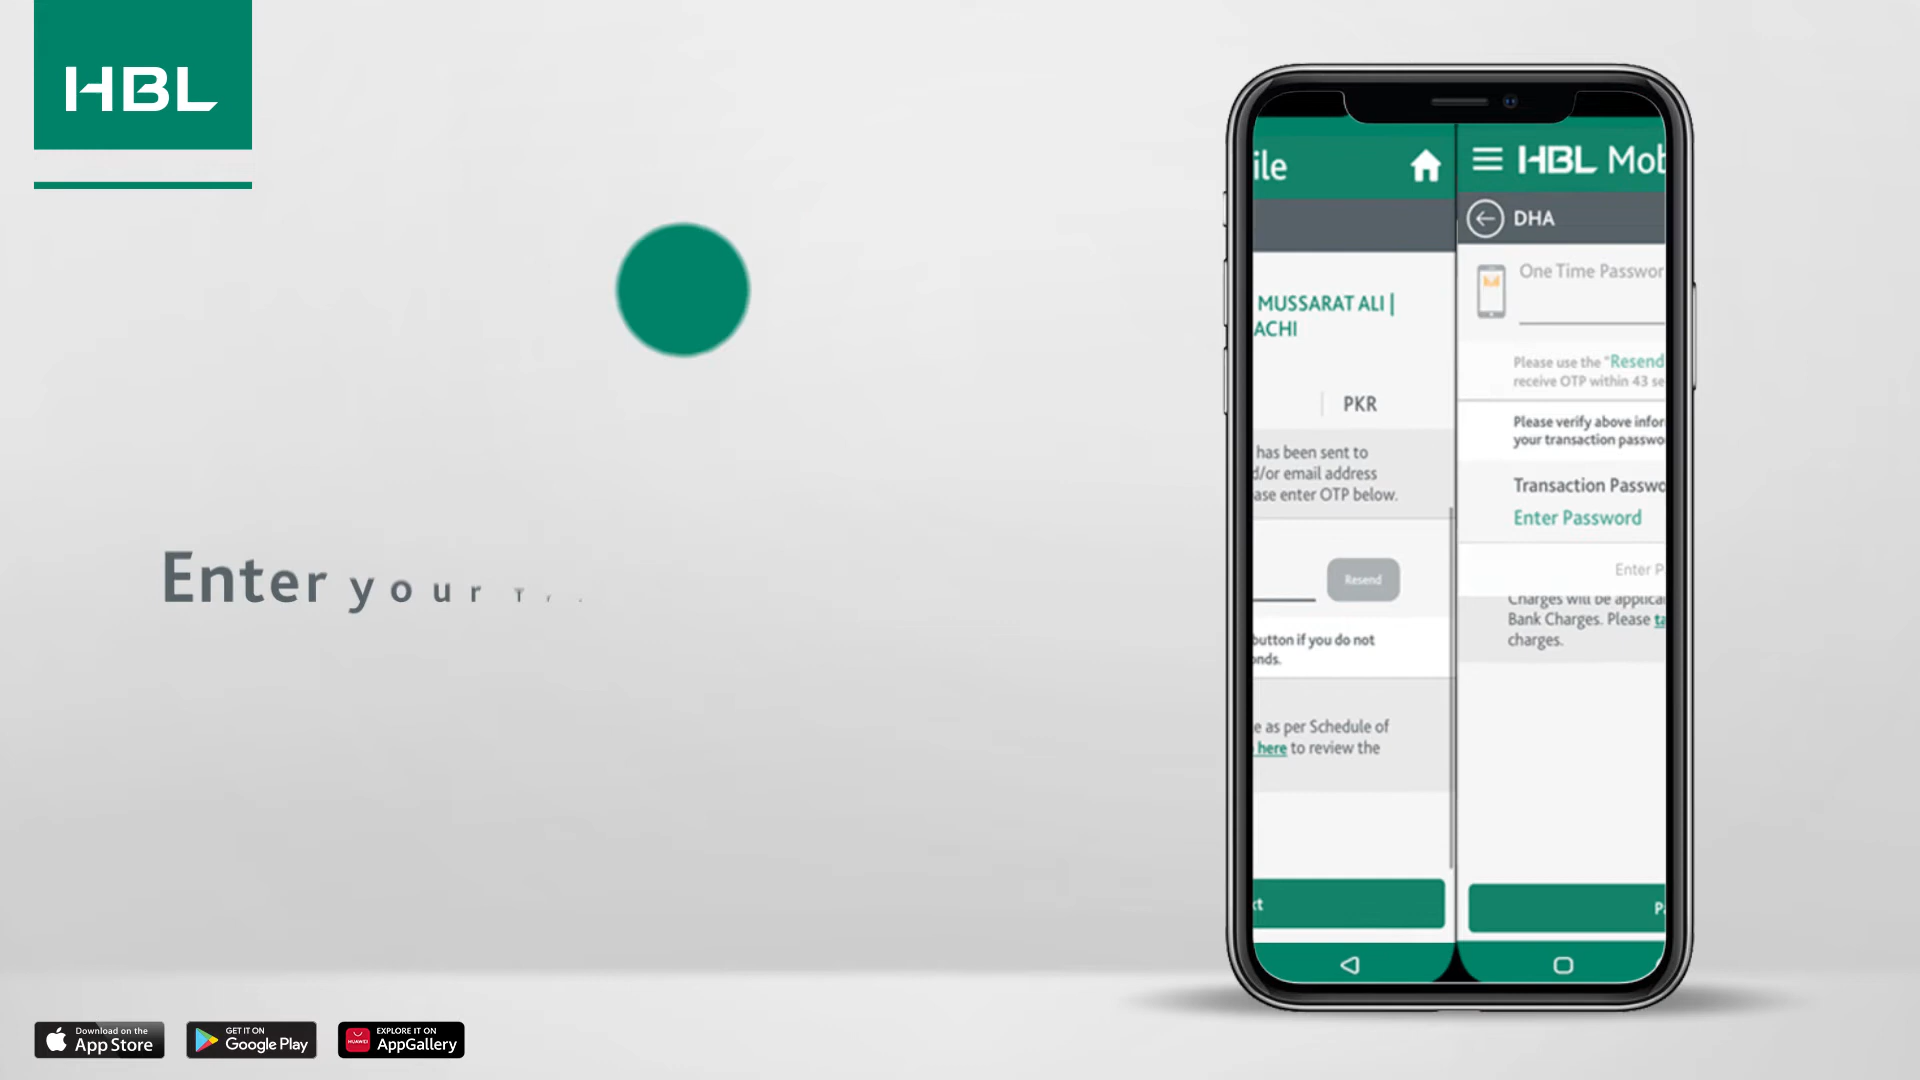 HBL
Enter your
ile
MUSSARAT ALI |
ACHI
PKR
has been sent to
d/or email address
ase enter OTP below.
Resend
button if you do not
onds.
e as per Schedule of
here to review the
HBL Mob
DHA
One Time Passwor
Please use the "Resend
receive OTP within 43 se
Please verify above infor
your transaction passwo
Transaction Passwo
Enter Password
Enter P
Charges will be applica
Bank Charges. Please ta
charges.
Download on the
App Store
GET IT ON
Google Play
HUAWEI
EXPLORE IT ON
AppGallery